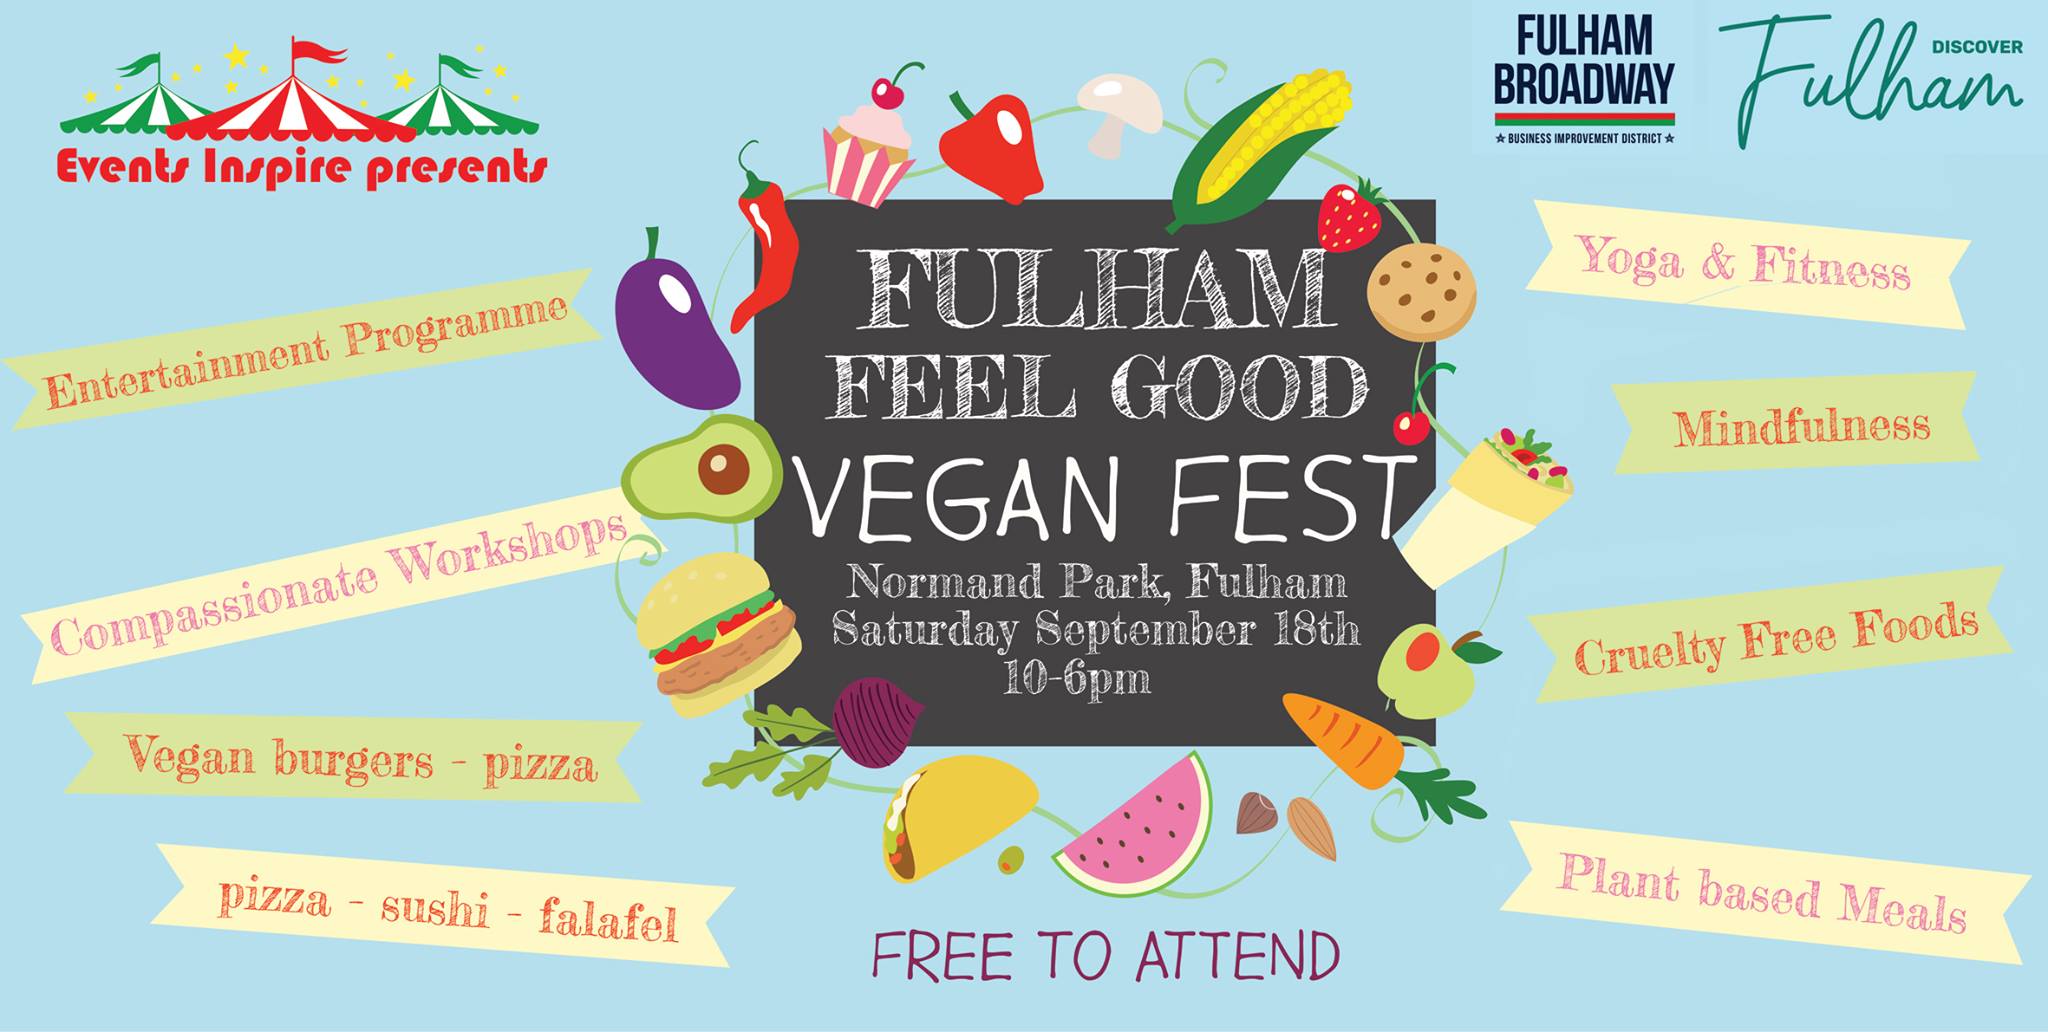 Events Inspire presents
FULHAM
BROADWAY
★ BUSINESS IMPROVEMENT DISTRICT ★
DISCOVER
Fulham
FULHAM
FEEL GOOD
VEGAN FEST
Normand Park, Fulham
Saturday September 18th
10-6pm
Entertainment Programme
Compassionate Workshops
Vegan burgers - pizza
pizza - sushi - falafel
Yoga & Fitness
Mindfulness
Cruelty Free Foods
Plant based Meals
FREE TO ATTEND